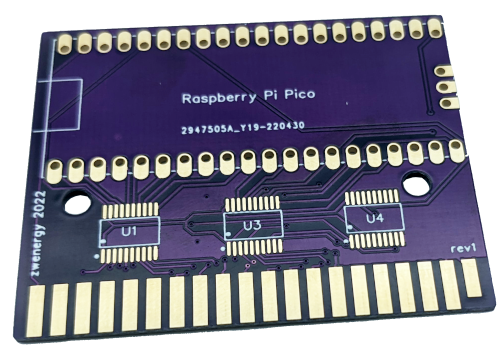 Raspberry Pi Pico
2947505A_Y19-220430
zwenergy 2022
U1
U3
U4
rev1